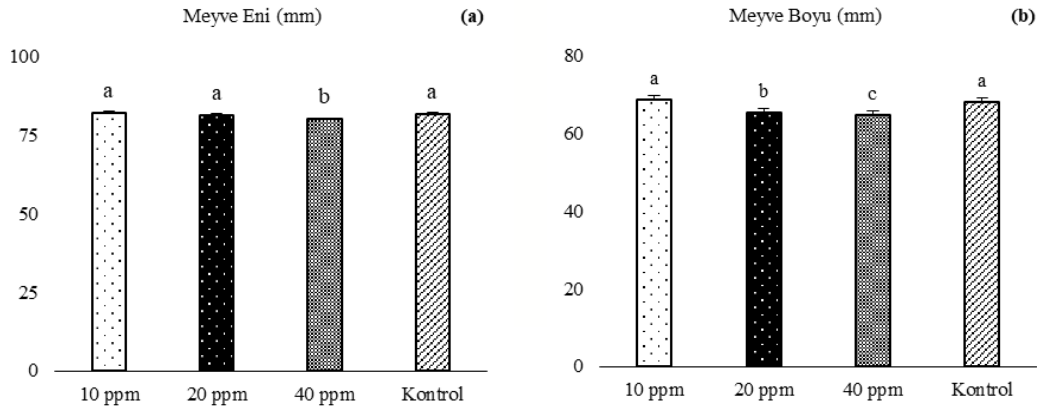 Meyve Eni (mm) (a)
100
75
50
25
0
a a b a
10 ppm 20 ppm 40 ppm Kontrol
Meyve Boyu (mm) (b)
80
60
40
20
0
a b c a
10 ppm 20 ppm 40 ppm Kontrol